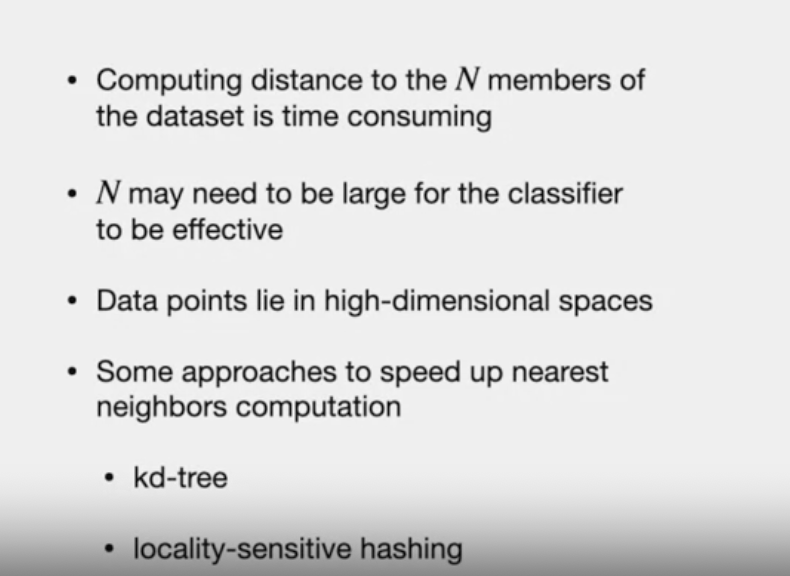 • Computing distance to the N members of
the dataset is time consuming
• N may need to be large for the classifier
to be effective
• Data points lie in high-dimensional spaces
• Some approaches to speed up nearest
neighbors computation
• kd-tree
• locality-sensitive hashing